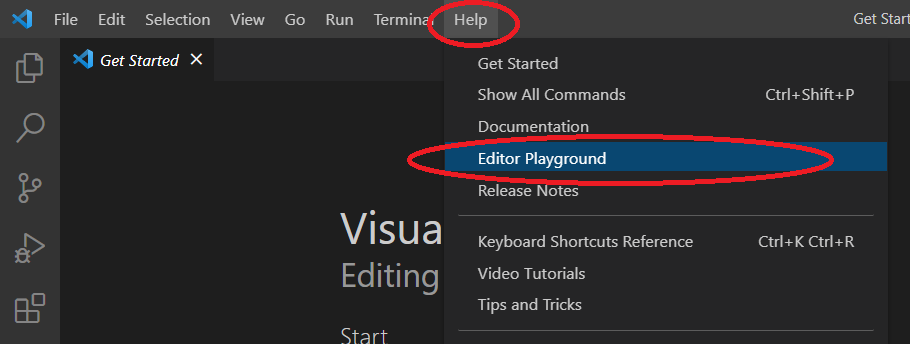 File Edit Selection View Go Run Terminal Help Get Star
Get Started
Get Started
Show All Commands Ctrl+Shift+P
Documentation
Editor Playground
Release Notes
Visua
Keyboard Shortcuts Reference Ctrl+K Ctrl+R
Editing
Video Tutorials
Tips and Tricks
Start